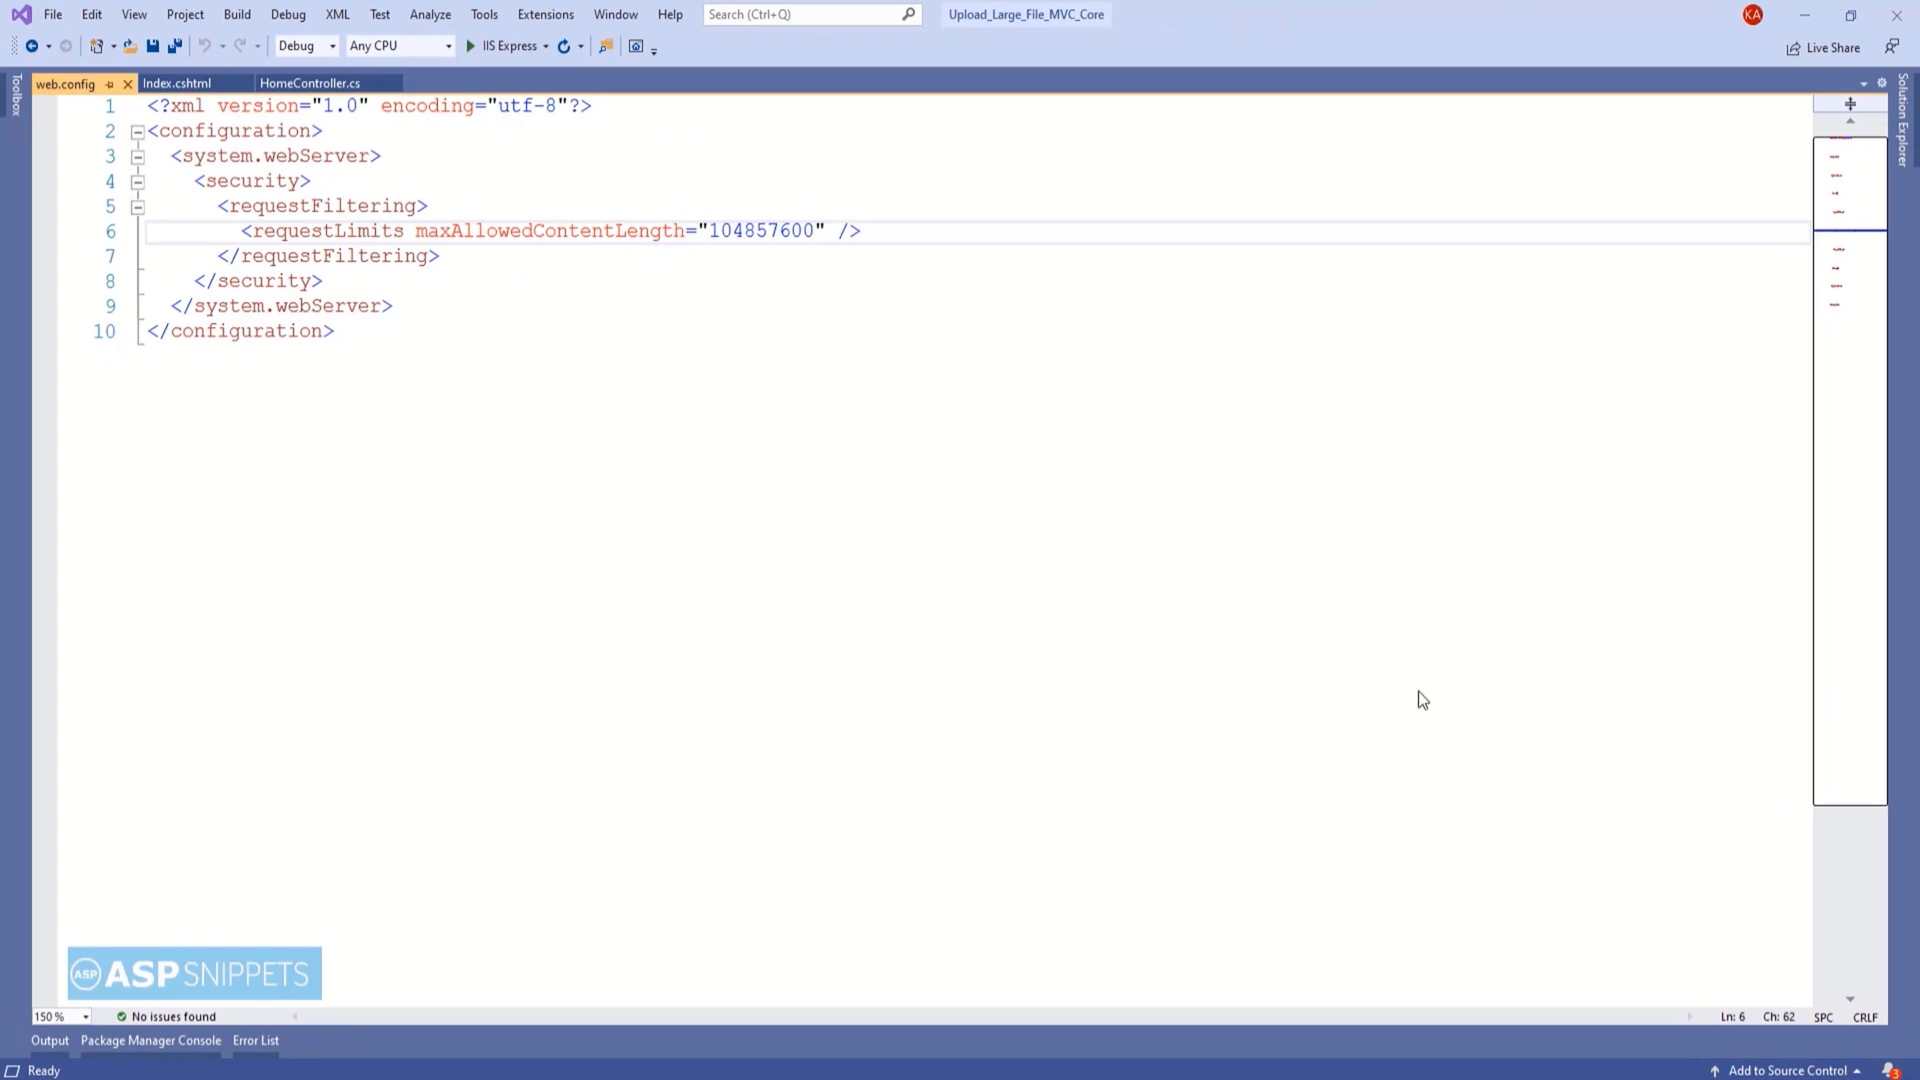 File Edit View Project Build Debug XML Test Analyze Tools Extensions Window Help Search (Ctrl+Q) Upload_Large_File_MVC_Core KA
Debug Any CPU IIS Express Live Share
Toolbox
web.config Index.cshtml HomeController.cs
Solution Explorer
1 <?xml version="1.0" encoding="utf-8"?>
2 <configuration>
3 <system.webServer>
4 <security>
5 <requestFiltering>
6 <requestLimits maxAllowedContentLength="104857600" />
7 </requestFiltering>
8 </security>
9 </system.webServer>
10 </configuration>
ASP ASPSNIPPETS
150 % No issues found Ln: 6 Ch: 62 SPC CRLF
Output Package Manager Console Error List
Ready Add to Source Control 3